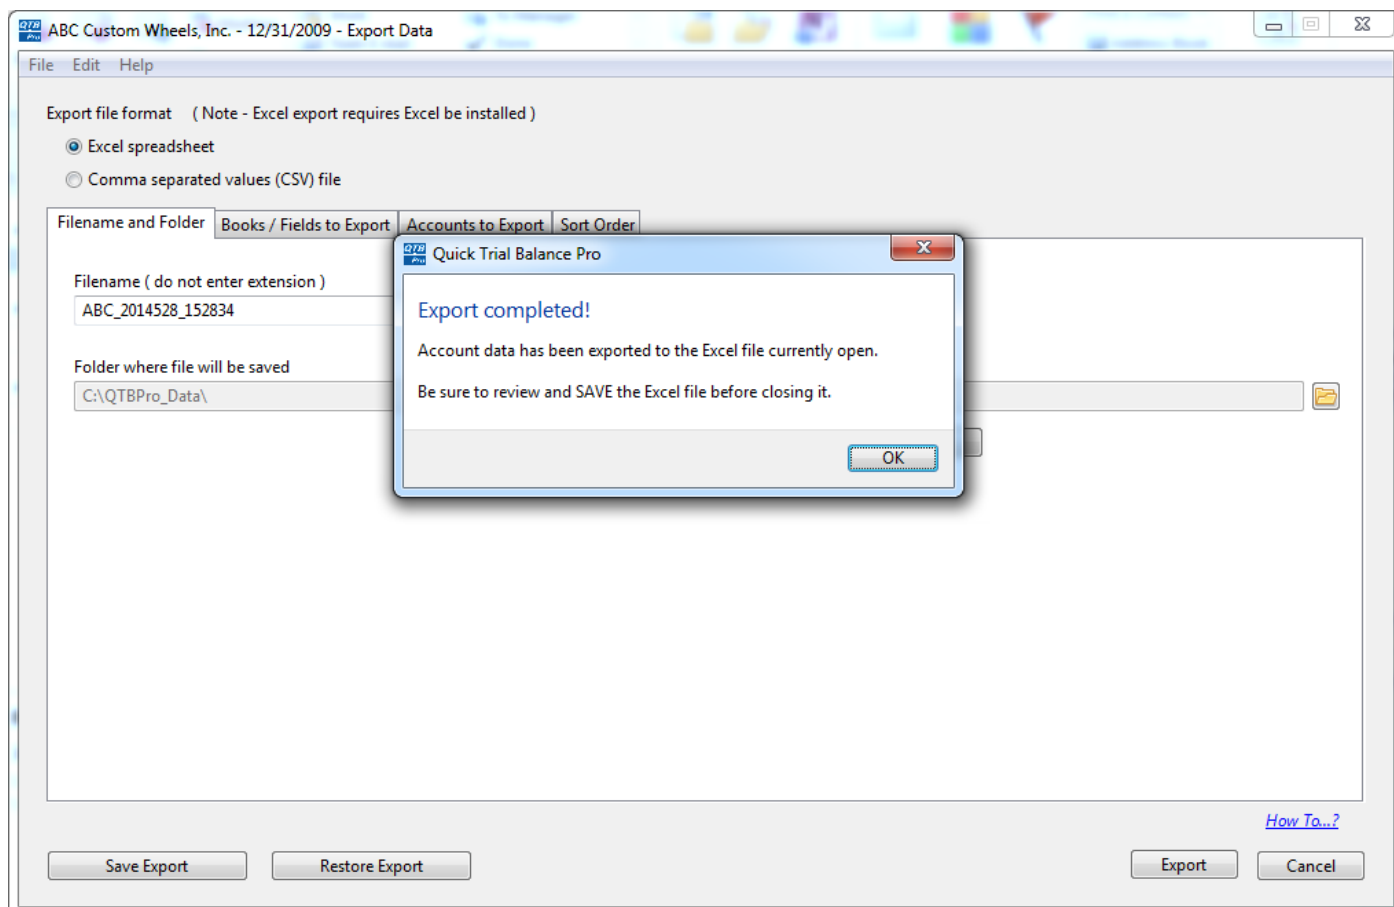 QTB Pro
ABC Custom Wheels, Inc. - 12/31/2009 - Export Data
File Edit Help
Export file format ( Note - Excel export requires Excel be installed )
Excel spreadsheet
Comma separated values (CSV) file
Filename and Folder Books / Fields to Export Accounts to Export Sort Order
QTB Pro
Quick Trial Balance Pro
Filename ( do not enter extension )
ABC_2014528_152834
Export completed!
Account data has been exported to the Excel file currently open.
Folder where file will be saved
C:\QTBPro_Data\
Be sure to review and SAVE the Excel file before closing it.
OK
How To...?
Save Export Restore Export Export Cancel